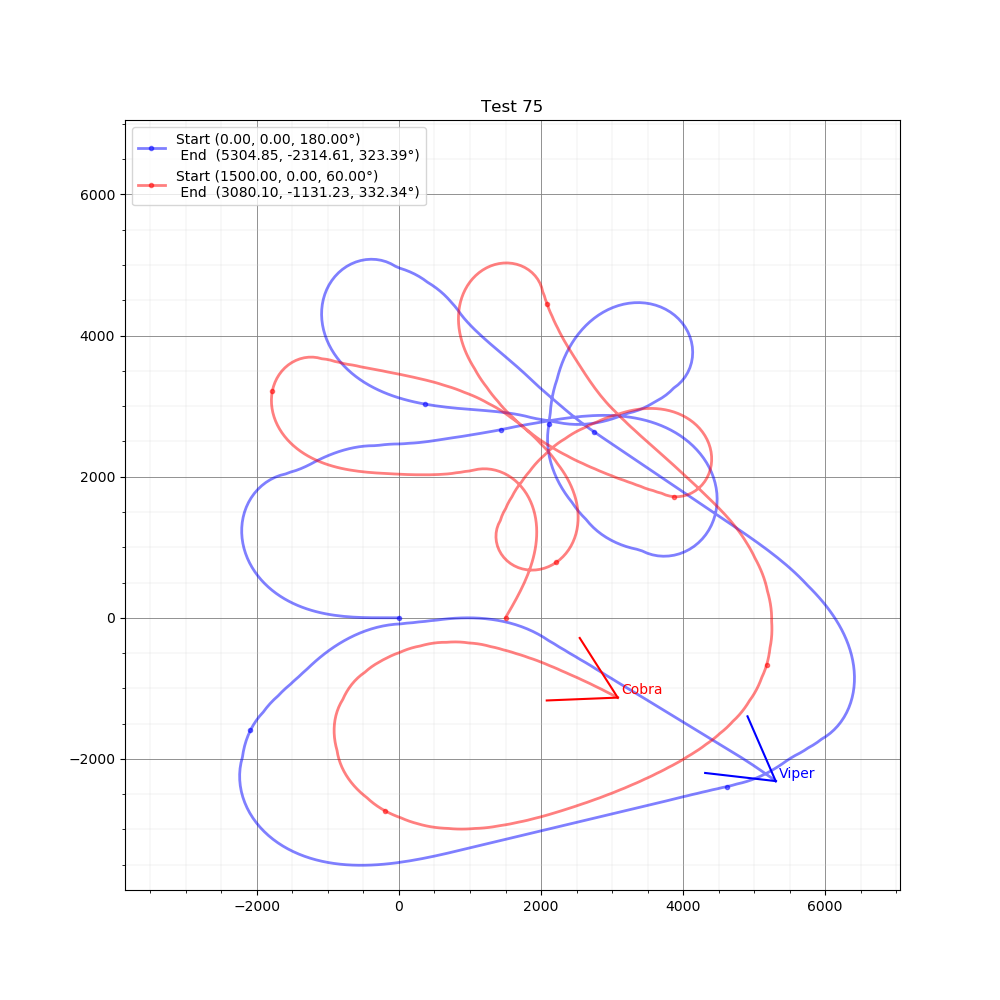 Test 75
Start (0.00, 0.00, 180.00°)
End (5304.85, -2314.61, 323.39°)
Start (1500.00, 0.00, 60.00°)
End (3080.10, -1131.23, 332.34°)
6000
4000
2000
0
−2000
Cobra
Viper
−2000
0
2000
4000
6000